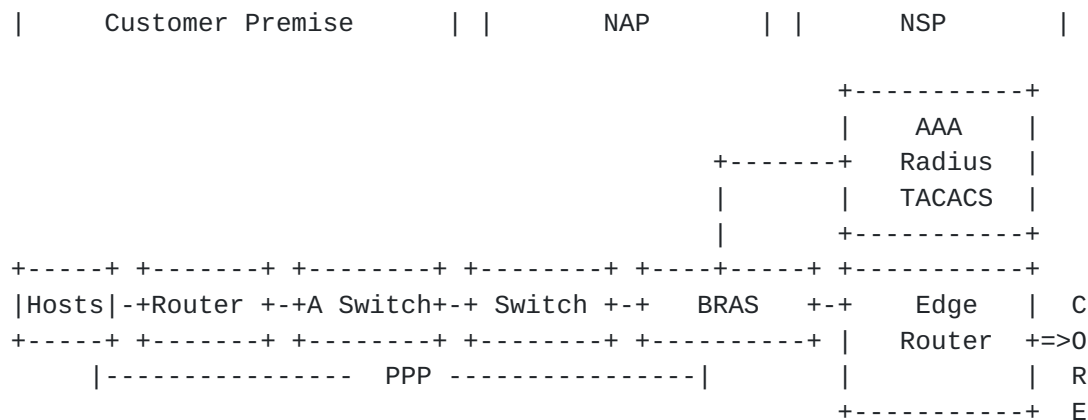 |     Customer Premise      | |       NAP       | |      NSP        |
                                                +-----------+
                                                |    AAA    |
                                        +-------+   Radius  |
                                        |       |   TACACS  |
                                        |       +-----------+
+-----+ +-------+ +--------+ +--------+ +----+-----+ +-----------+
|Hosts|-+Router +-+A Switch+-+ Switch +-+   BRAS   +-+    Edge   | C
+-----+ +-------+ +--------+ +--------+ +----------+ |   Router  +=>O
|---------------- PPP ----------------| |           | R
+-----------+ E